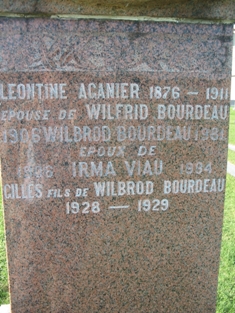 LEONTINE AGANIER 1876 — 1911
EPOUSE DE WILFRID BOURDEAU
1906 WILBROD BOURDEAU 1981
EPOUX DE
IRMA VIAU 1994
GILLES FILS DE WILBROD BOURDEAU
1928 — 1929